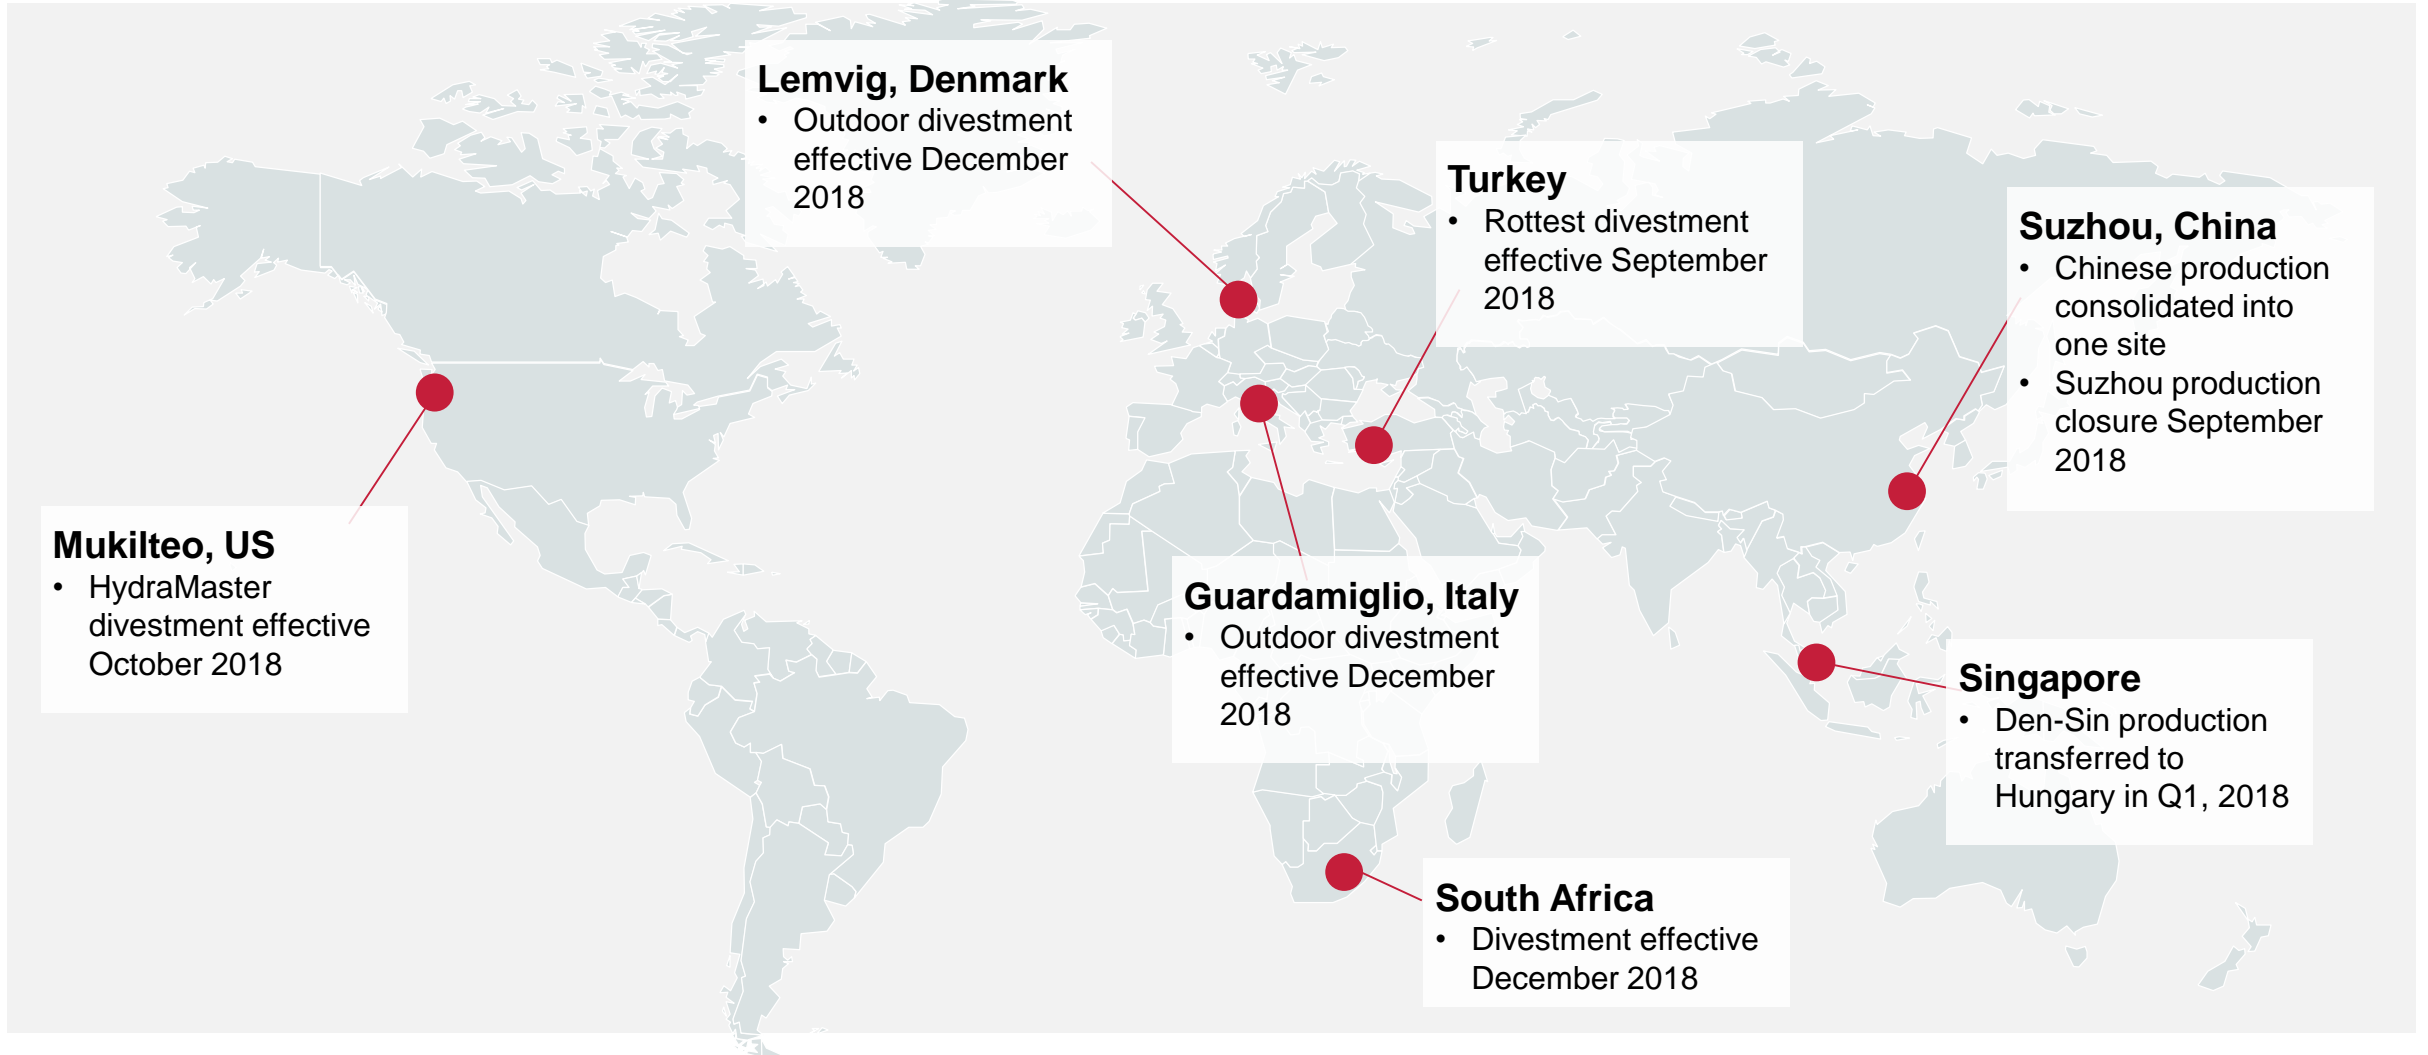 Lemvig, Denmark
• Outdoor divestment
effective December
2018
Turkey
• Rottest divestment
effective September
2018
Suzhou, China
• Chinese production
consolidated into
one site
• Suzhou production
closure September
2018
Mukilteo, US
• HydraMaster
divestment effective
October 2018
Guardamiglio, Italy
• Outdoor divestment
effective December
2018
Singapore
• Den-Sin production
transferred to
Hungary in Q1, 2018
South Africa
• Divestment effective
December 2018